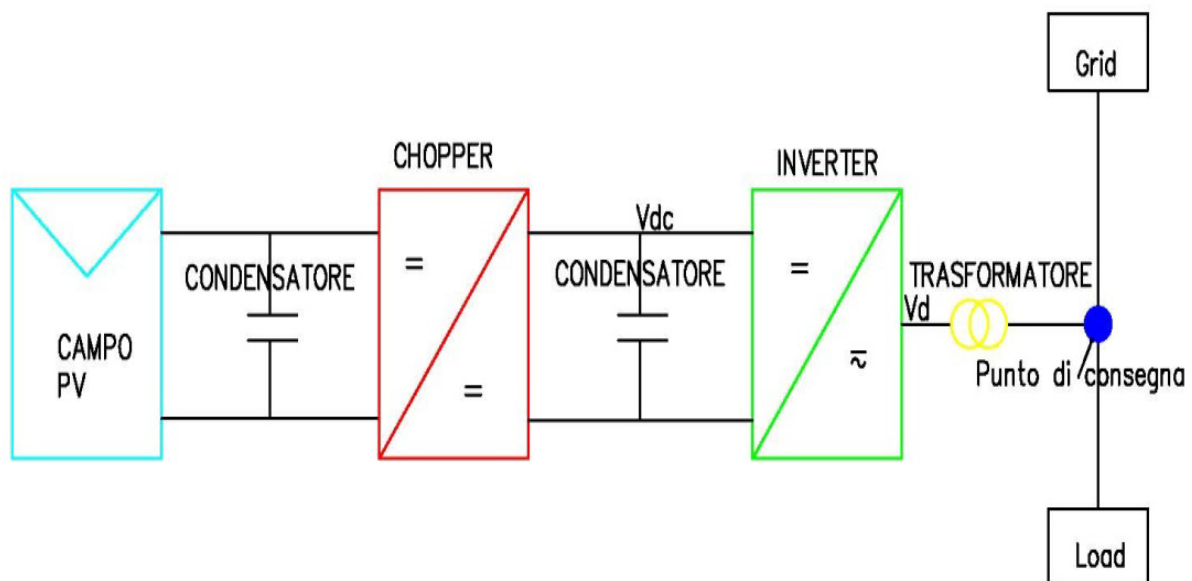 Grid
CHOPPER
INVERTER
Vdc
CONDENSATORE
CONDENSATORE
TRASFORMATORE
Vd
=
=
=
≂
CAMPO
PV
Punto di consegna
Load